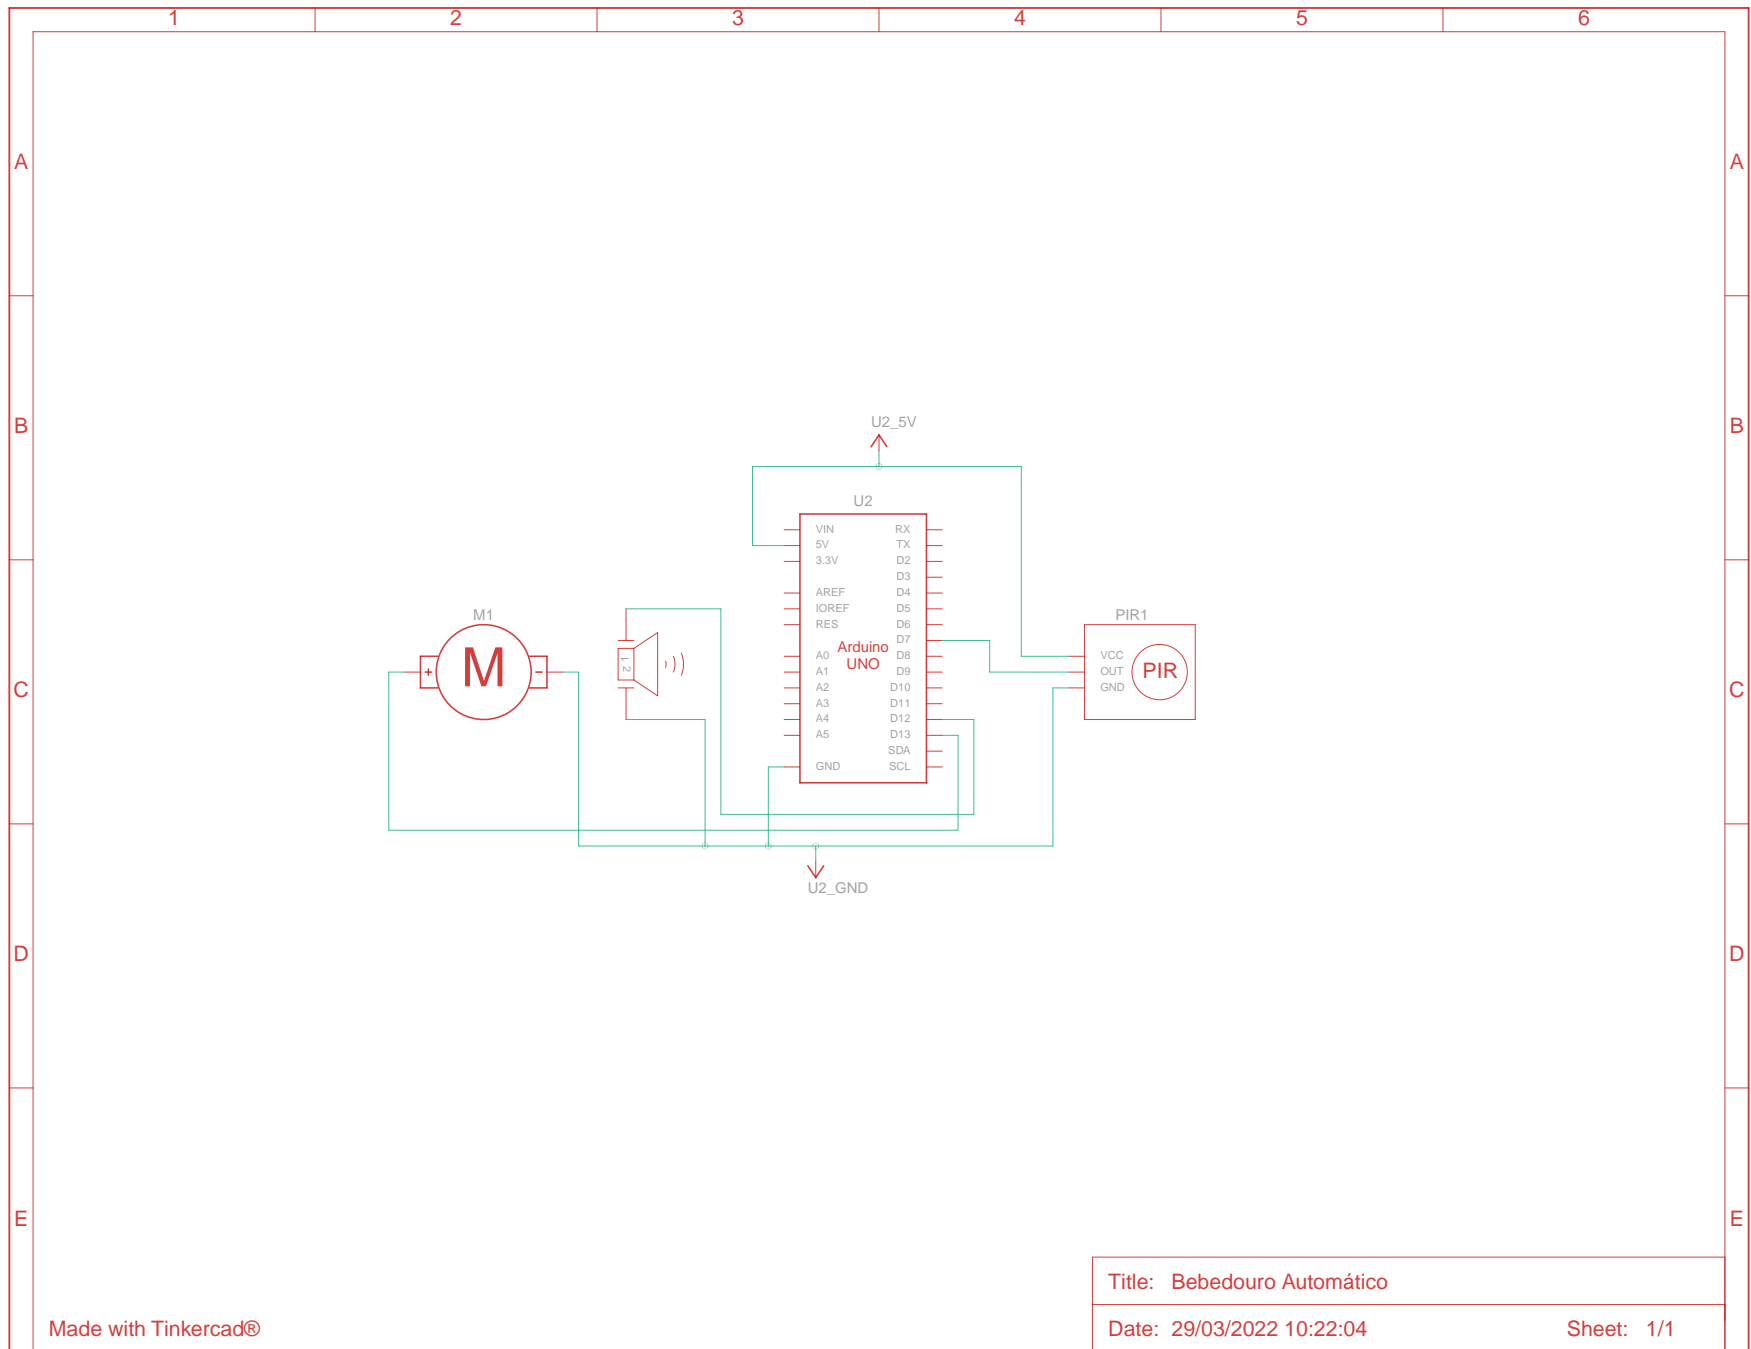 1 2 3 4 5 6
A A
B B
U2_5V
U2
VIN RX
5V TX
3.3V D2
D3
AREF D4
IOREF D5
RES D6
D7
A0 D8
A1 D9
A2 D10
A3 D11
A4 D12
A5 D13
SDA
GND SCL
Arduino
UNO
M1
M
+ -
1 2
PIR1
VCC
OUT
GND
PIR
C C
U2_GND
D D
E E
Title: Bebedouro Automático
Made with Tinkercad®
Date: 29/03/2022 10:22:04 Sheet: 1/1